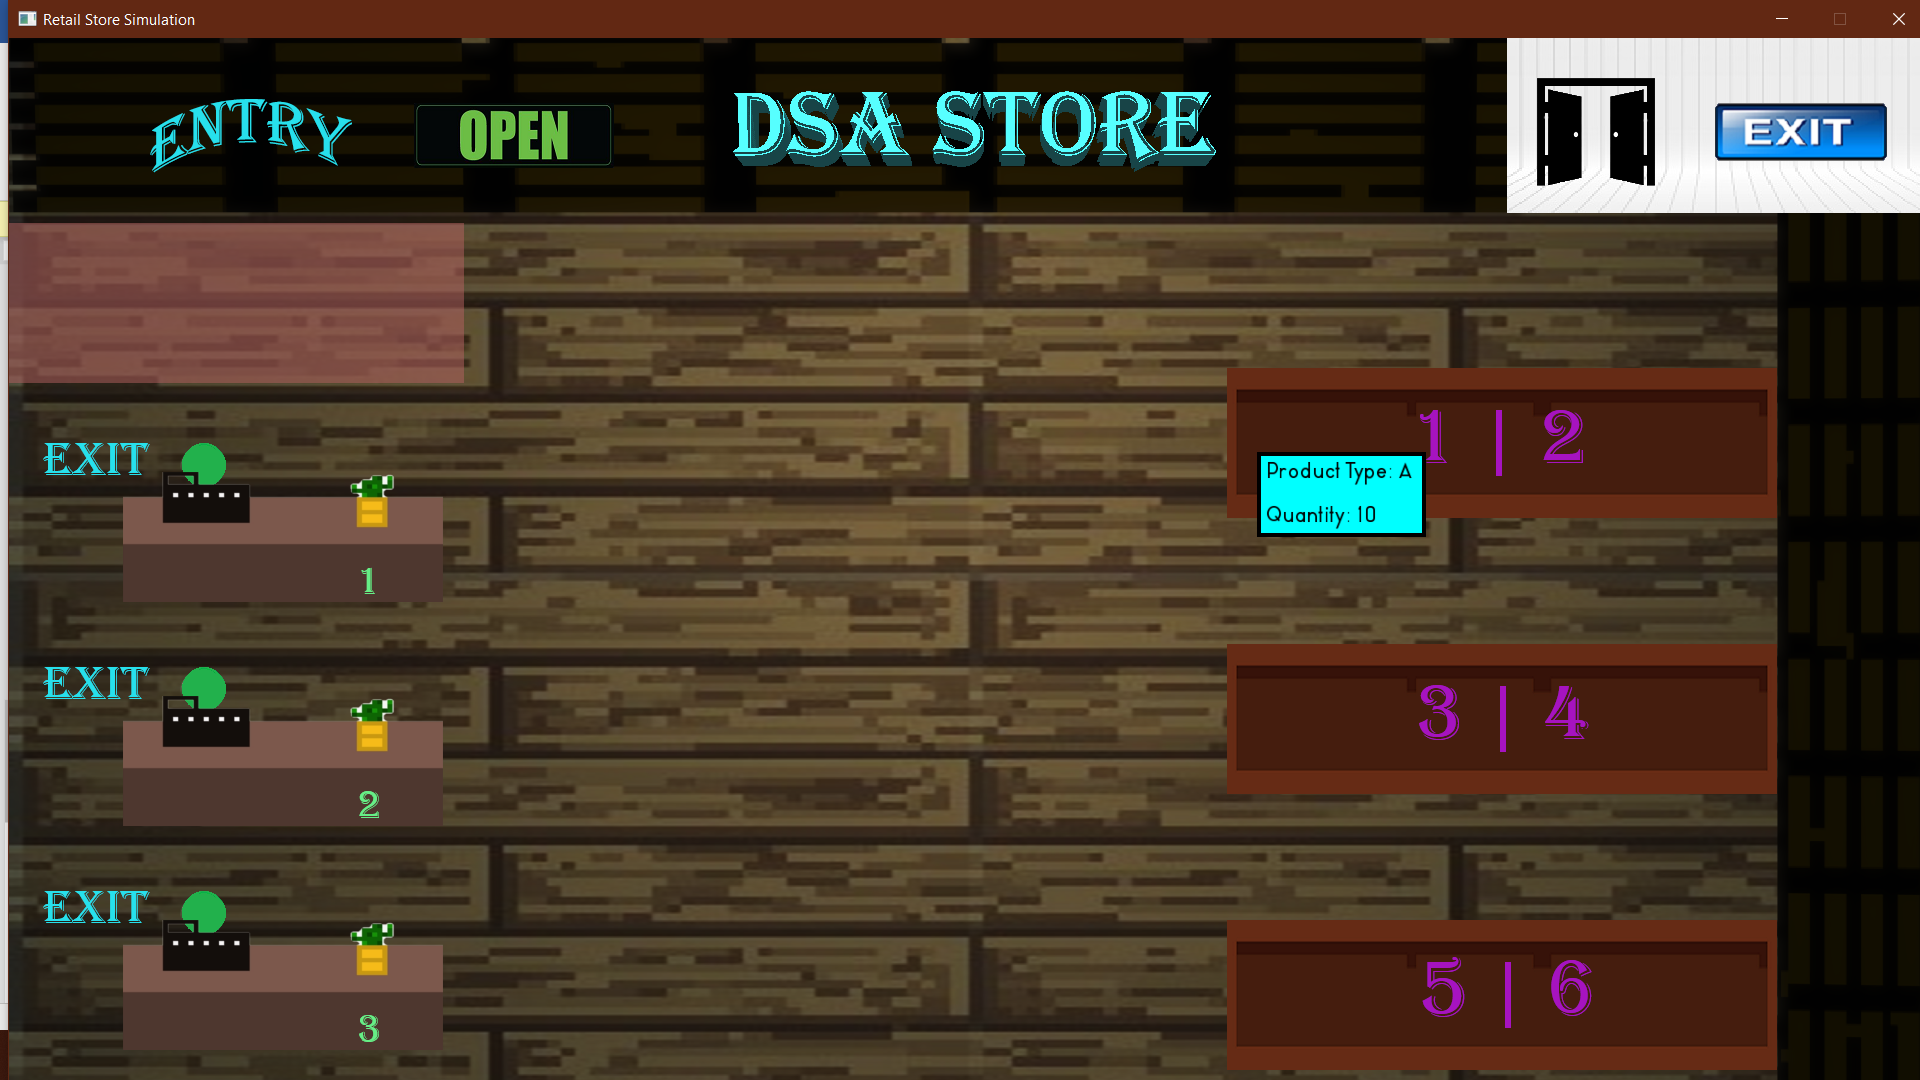 Retail Store Simulation
ENTRY
OPEN
DSA STORE
EXIT
1 | 2
Product Type: A
Quantity: 10
EXIT
1
3 | 4
EXIT
2
5 | 6
EXIT
3